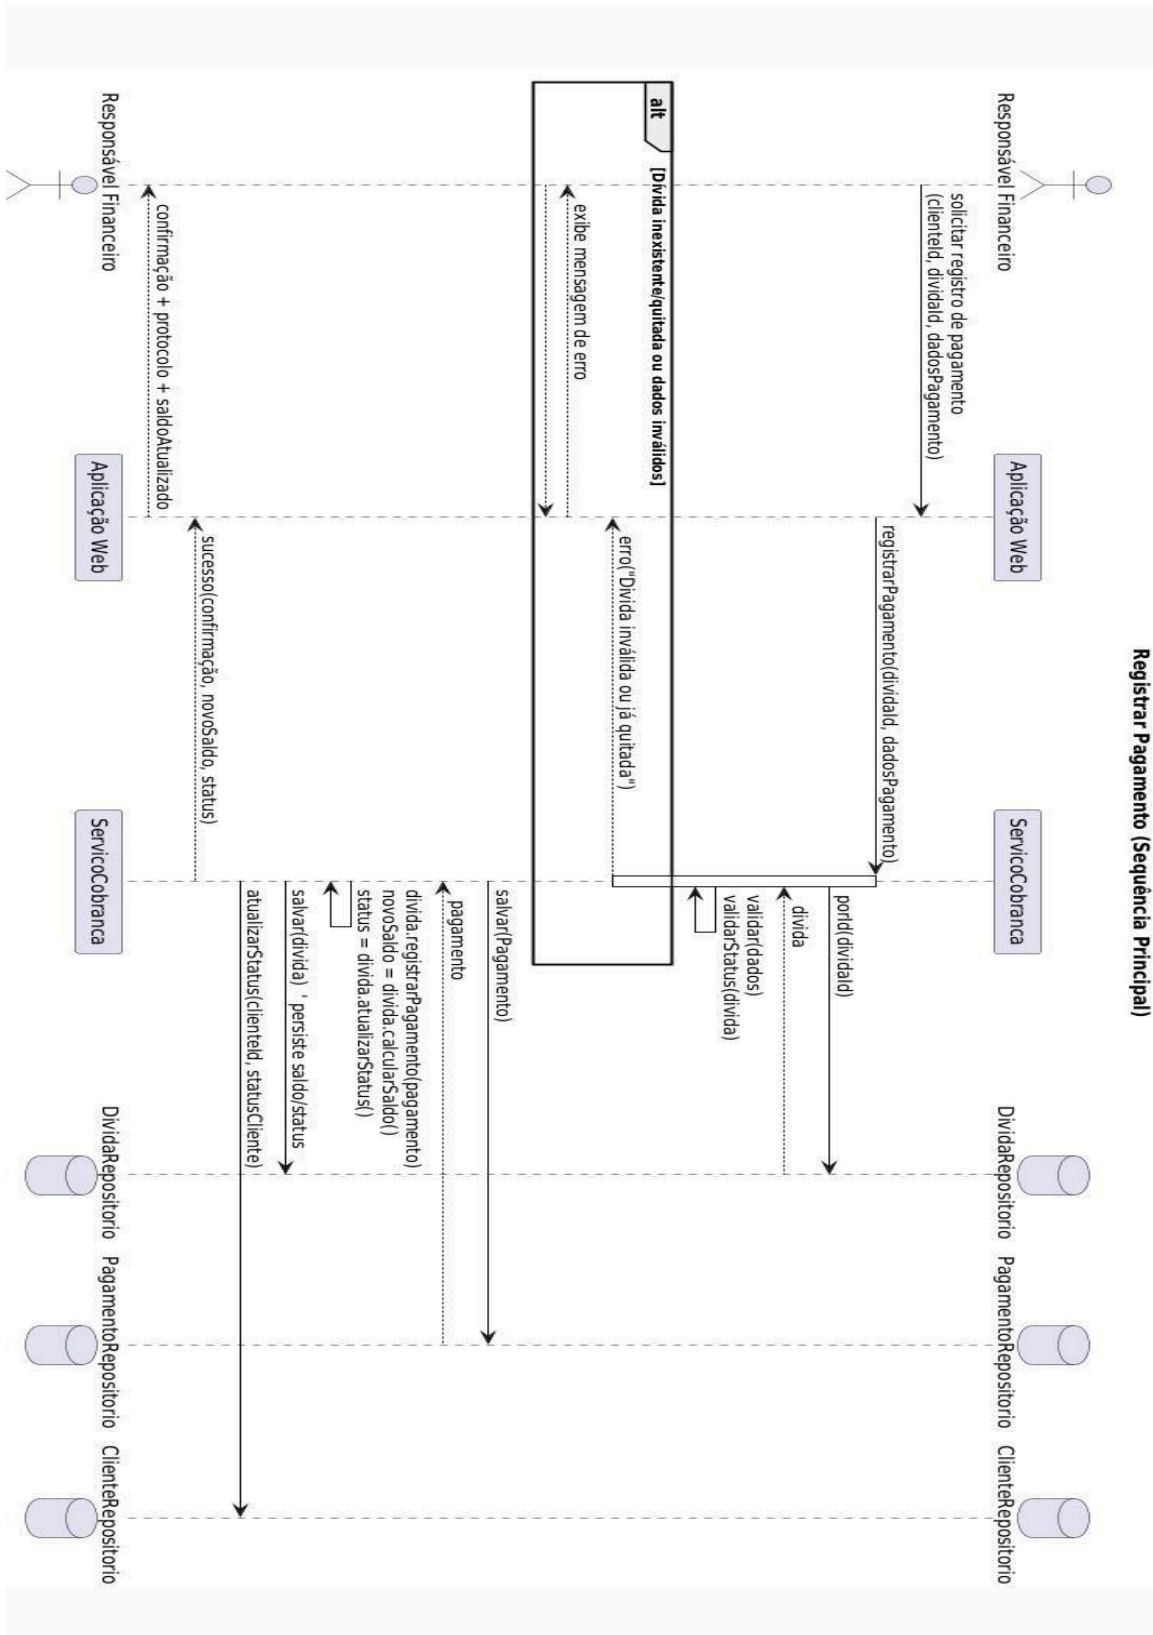 Registrar Pagamento (Sequência Principal)
Responsável Financeiro
Aplicação Web
ServicoCobranca
DividaRepositorio
PagamentoRepositorio
ClienteRepositorio
solicitar registro de pagamento
(clienteId, dividaId, dadosPagamento)
registrarPagamento(dividaId, dadosPagamento)
porId(dividaId)
divida
validar(dados)
validarStatus(divida)
alt
[Dívida inexistente/quitada ou dados inválidos]
erro("Divida inválida ou já quitada")
exibe mensagem de erro
salvar(Pagamento)
pagamento
divida.registrarPagamento(pagamento)
novoSaldo = divida.calcularSaldo()
status = divida.atualizarStatus()
salvar(divida) ' persiste saldo/status
atualizarStatus(clienteId, statusCliente)
sucesso(confirmação, novoSaldo, status)
confirmação + protocolo + saldoAtualizado
Responsável Financeiro
Aplicação Web
ServicoCobranca
DividaRepositorio
PagamentoRepositorio
ClienteRepositorio